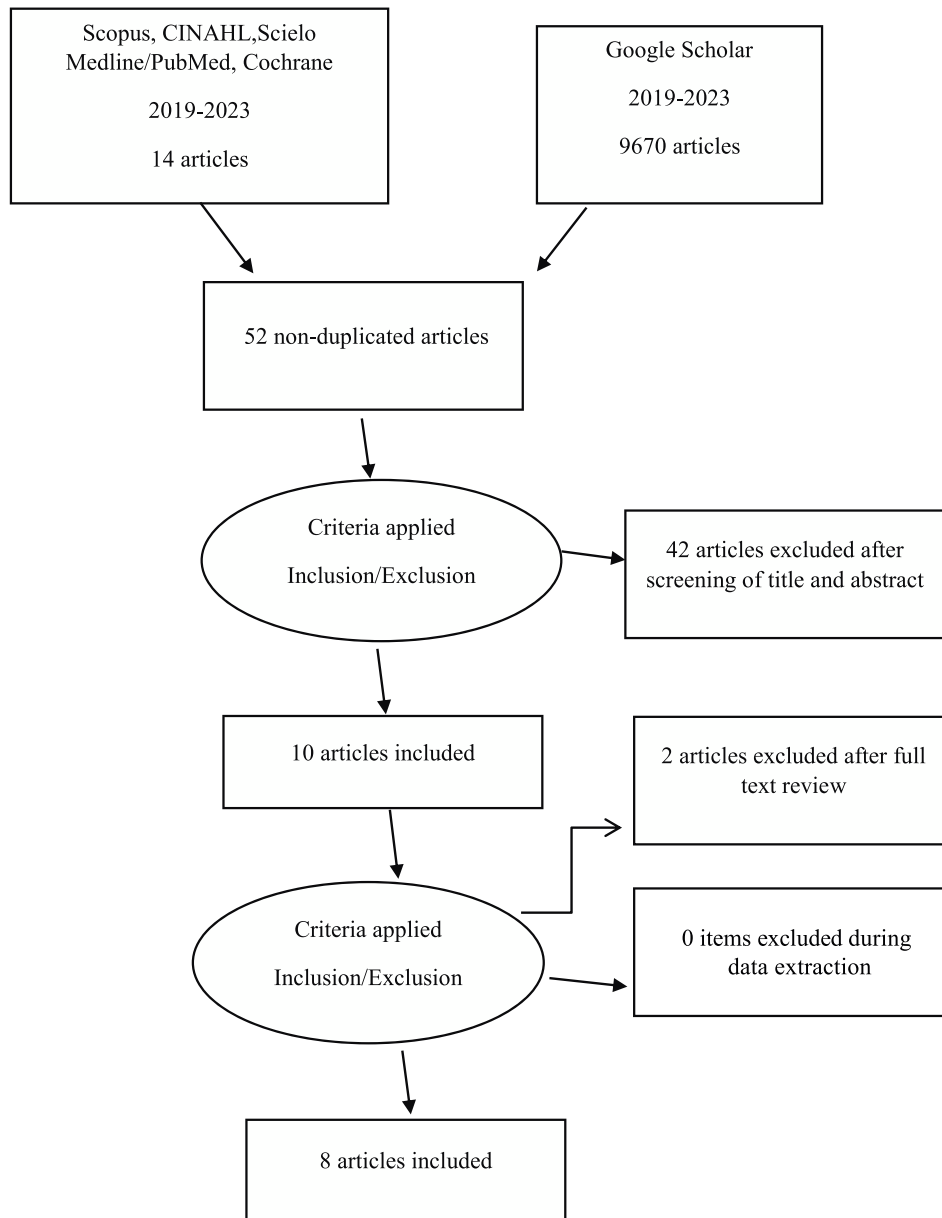 Scopus, CINAHL,Scielo
Medline/PubMed, Cochrane
2019-2023
14 articles
Google Scholar
2019-2023
9670 articles
52 non-duplicated articles
Criteria applied
Inclusion/Exclusion
42 articles excluded after
screening of title and abstract
10 articles included
2 articles excluded after full
text review
Criteria applied
Inclusion/Exclusion
0 items excluded during
data extraction
8 articles included